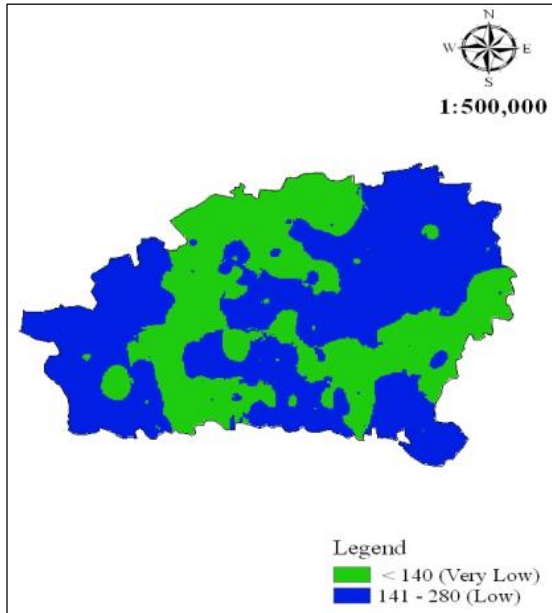 N
W E
S
1:500,000
Legend
< 140 (Very Low)
141 - 280 (Low)